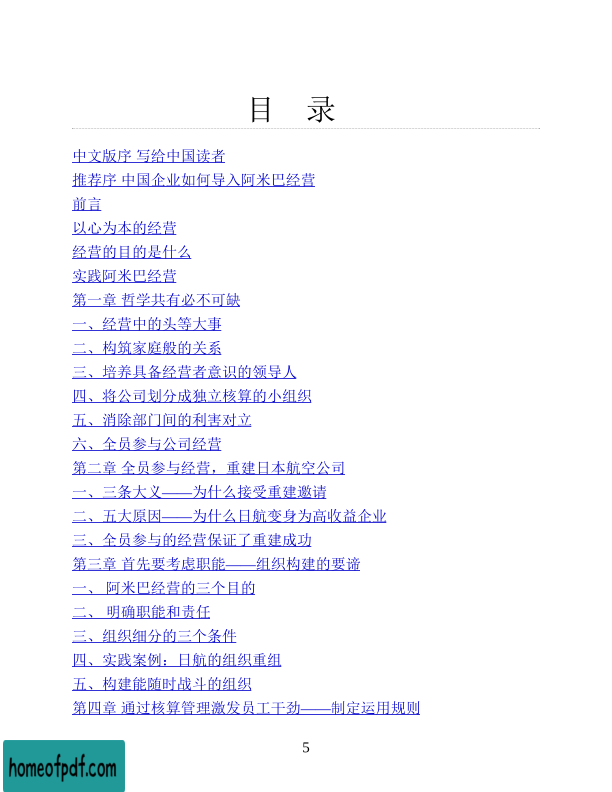 目 录
中文版序 写给中国读者
推荐序 中国企业如何导入阿米巴经营
前言
以心为本的经营
经营的目的是什么
实践阿米巴经营
第一章 哲学共有必不可缺
一、经营中的头等大事
二、构筑家庭般的关系
三、培养具备经营者意识的领导人
四、将公司划分成独立核算的小组织
五、消除部门间的利害对立
六、全员参与公司经营
第二章 全员参与经营，重建日本航空公司
一、三条大义——为什么接受重建邀请
二、五大原因——为什么日航变身为高收益企业
三、全员参与的经营保证了重建成功
第三章 首先要考虑职能——组织构建的要谛
一、 阿米巴经营的三个目的
二、 明确职能和责任
三、组织细分的三个条件
四、实践案例：日航的组织重组
五、构建能随时战斗的组织
第四章 通过核算管理激发员工干劲——制定运用规则
5
homeofpdf.com